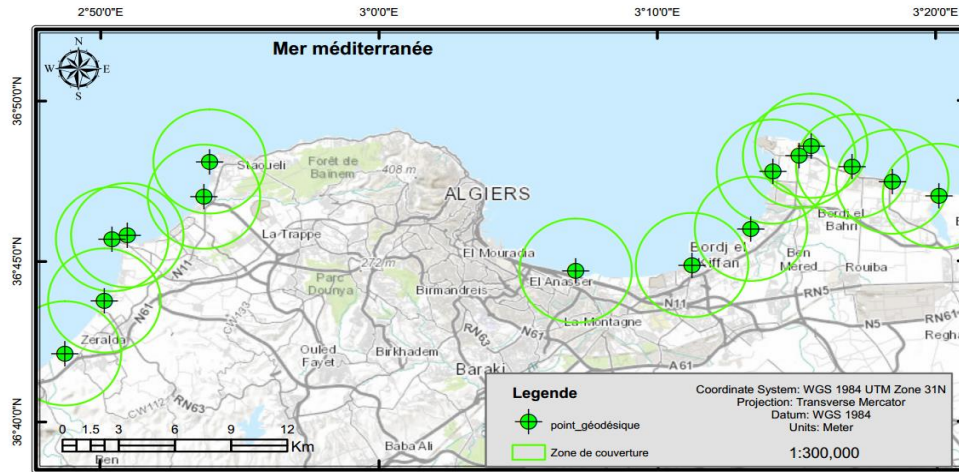 2°50'0"E 3°0'0"E 3°10'0"E 3°20'0"E
Mer méditerranée
N
W E
S
36°50'0"N
Staoueli
Forêt de
Bainem
408 m
ALGIERS
La Trappe
36°45'0"N
N11
El Mouradia
Bordj el
Bahri
Bordj el
Kiffan
Ben
Mered
Rouiba
272 m
Parc
Dounya
Birmandreis
El Anasser
N11
RN5
N61
CW133
RN63
N61
La Montagne
N5
RN61
Regha
Zeralda
Ouled
Fayet
Birkhadem
Baraki
A61
36°40'0"N
CW112
RN63
Baba Ali
Ben
0 1.5 3 6 9 12
Km
Legende
point_géodésique
Zone de couverture
Coordinate System: WGS 1984 UTM Zone 31N
Projection: Transverse Mercator
Datum: WGS 1984
Units: Meter
1:300,000